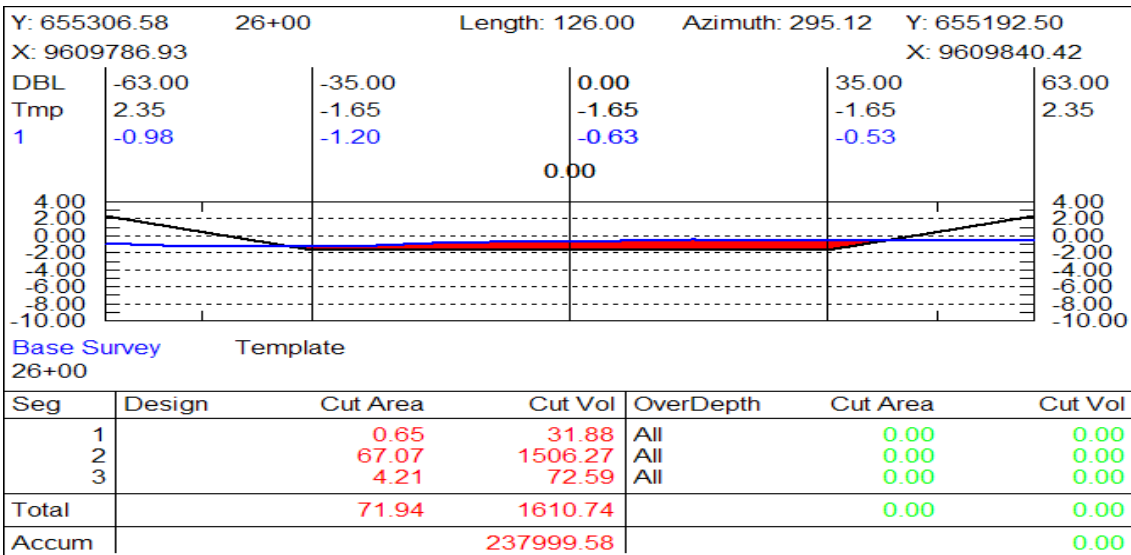 Y: 655306.58 26+00 Length: 126.00 Azimuth: 295.12 Y: 655192.50
X: 9609786.93 X: 9609840.42
DBL -63.00 -35.00 0.00 35.00 63.00
Tmp 2.35 -1.65 -1.65 -1.65 2.35
1 -0.98 -1.20 -0.63 -0.53
0.00
4.00 4.00
2.00 2.00
0.00 0.00
-2.00 -2.00
-4.00 -4.00
-6.00 -6.00
-8.00 -8.00
-10.00 -10.00
Base Survey Template
26+00
Seg Design Cut Area Cut Vol OverDepth Cut Area Cut Vol
1 0.65 31.88 All 0.00 0.00
2 67.07 1506.27 All 0.00 0.00
3 4.21 72.59 All 0.00 0.00
Total 71.94 1610.74 0.00 0.00
Accum 237999.58 0.00